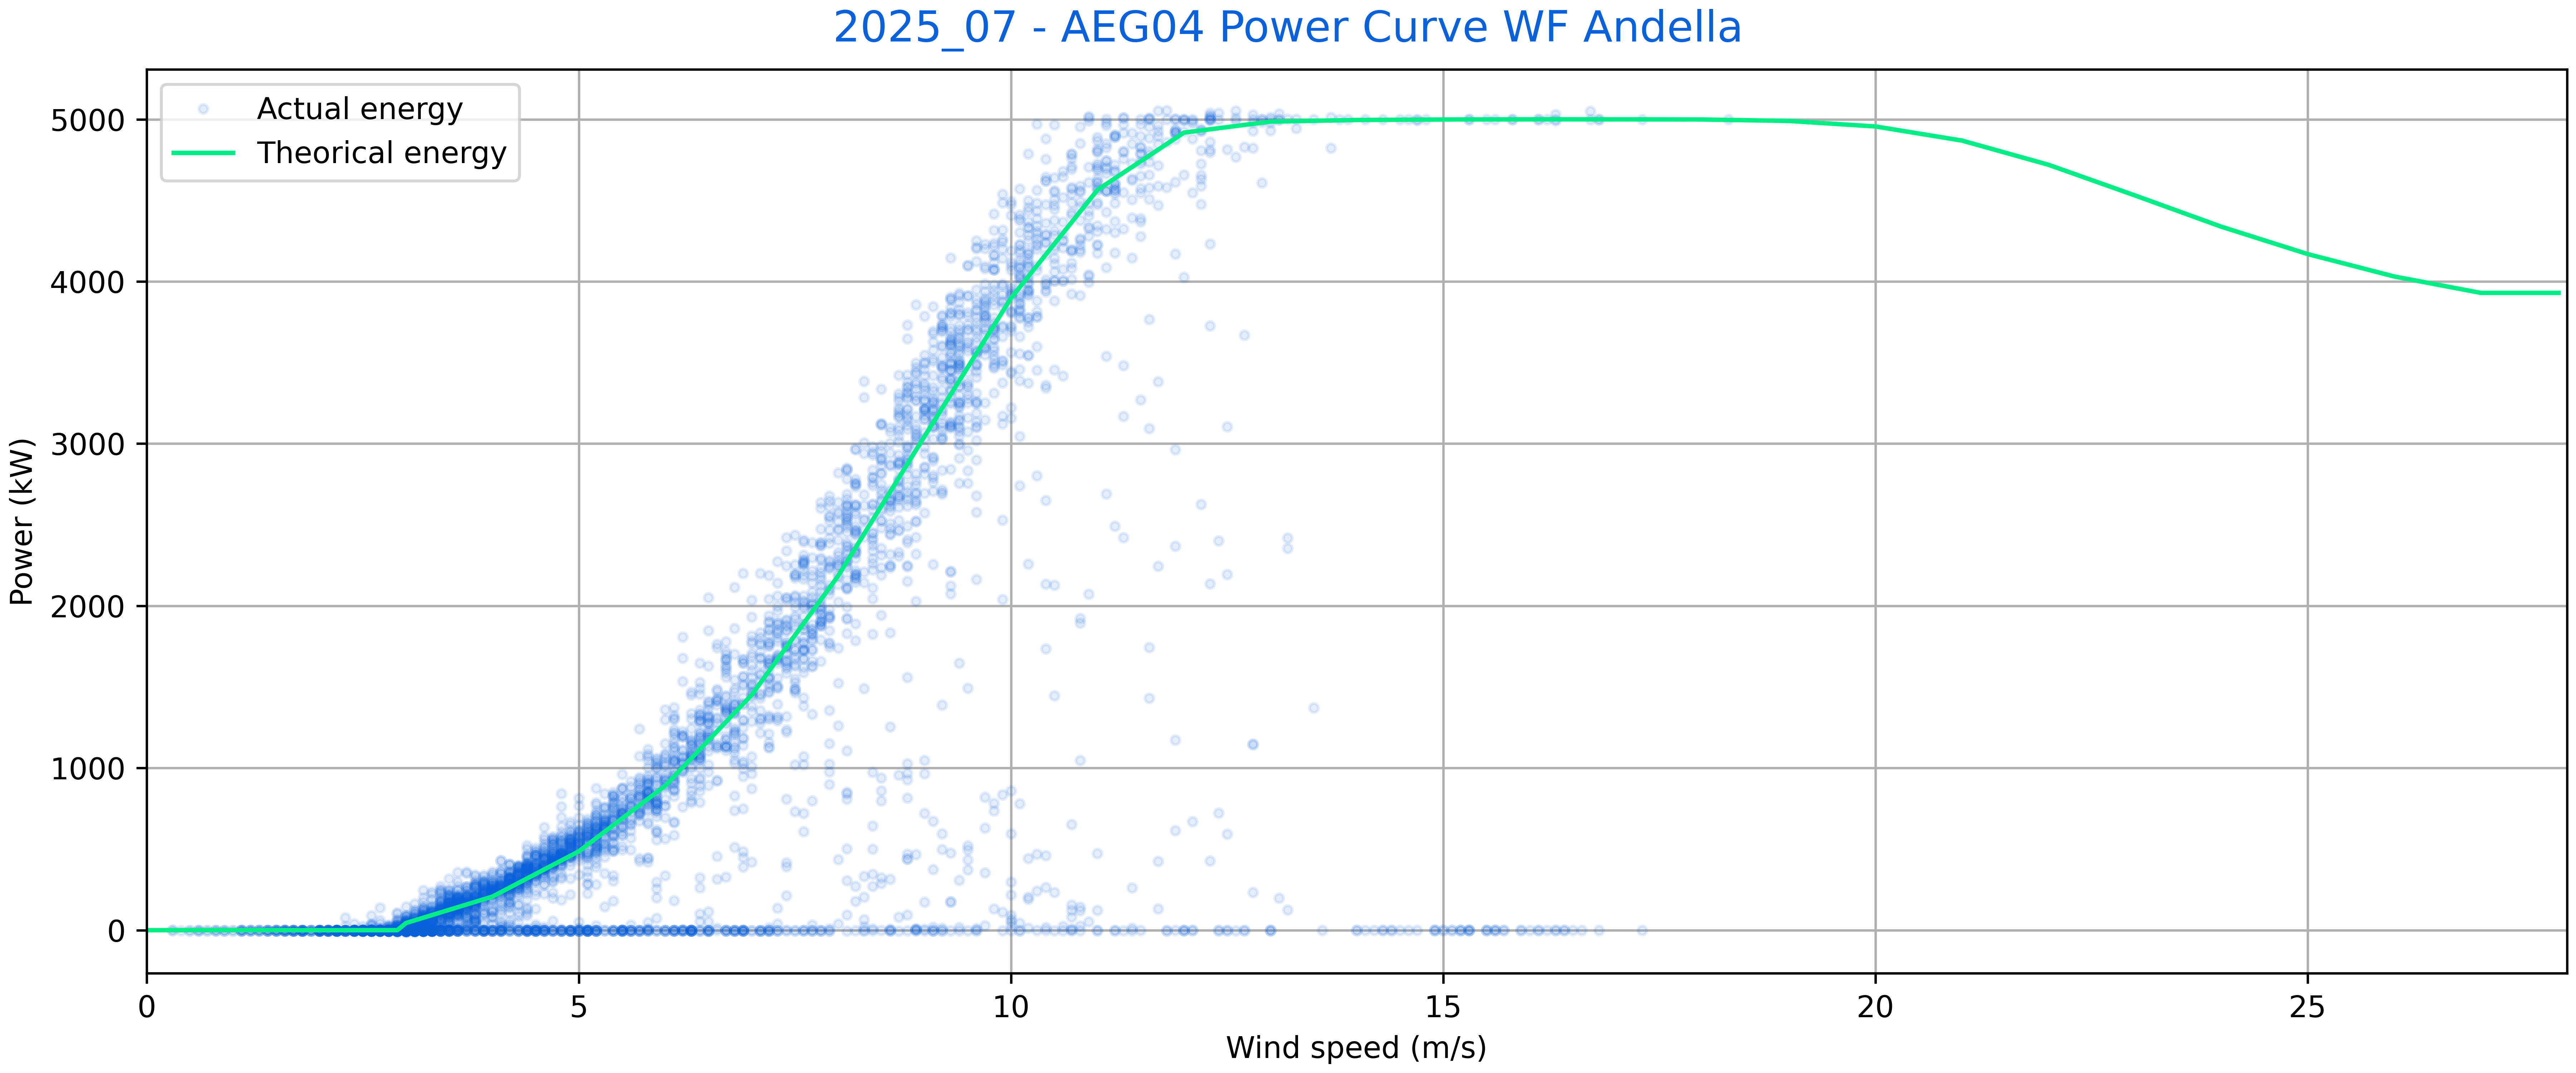 2025_07 - AEG04 Power Curve WF Andella
Actual energy
Theorical energy
Power (kW)
5000
4000
3000
2000
1000
0
0 5 10 15 20 25
Wind speed (m/s)